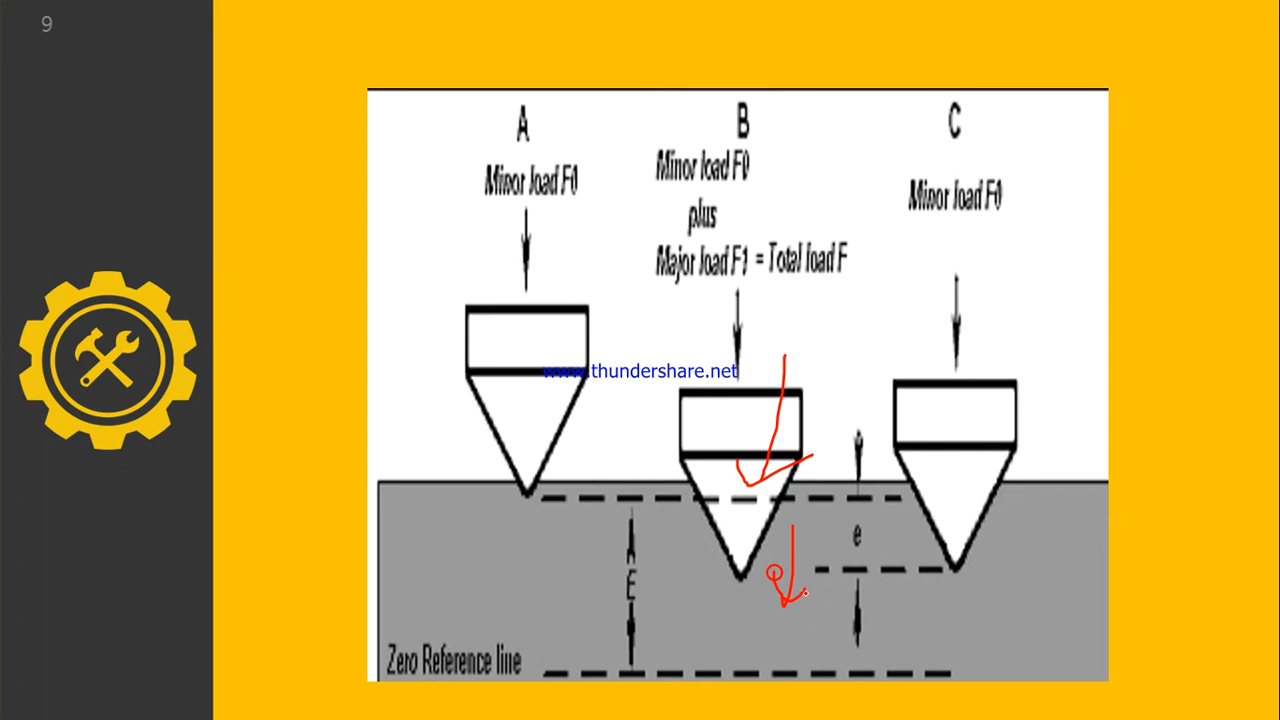 9
A
B
C
Minor load F0
Minor load F0
plus
Major load F1 = Total load F
Minor load F0
www.thundershare.net
e
A
E
Zero Reference line